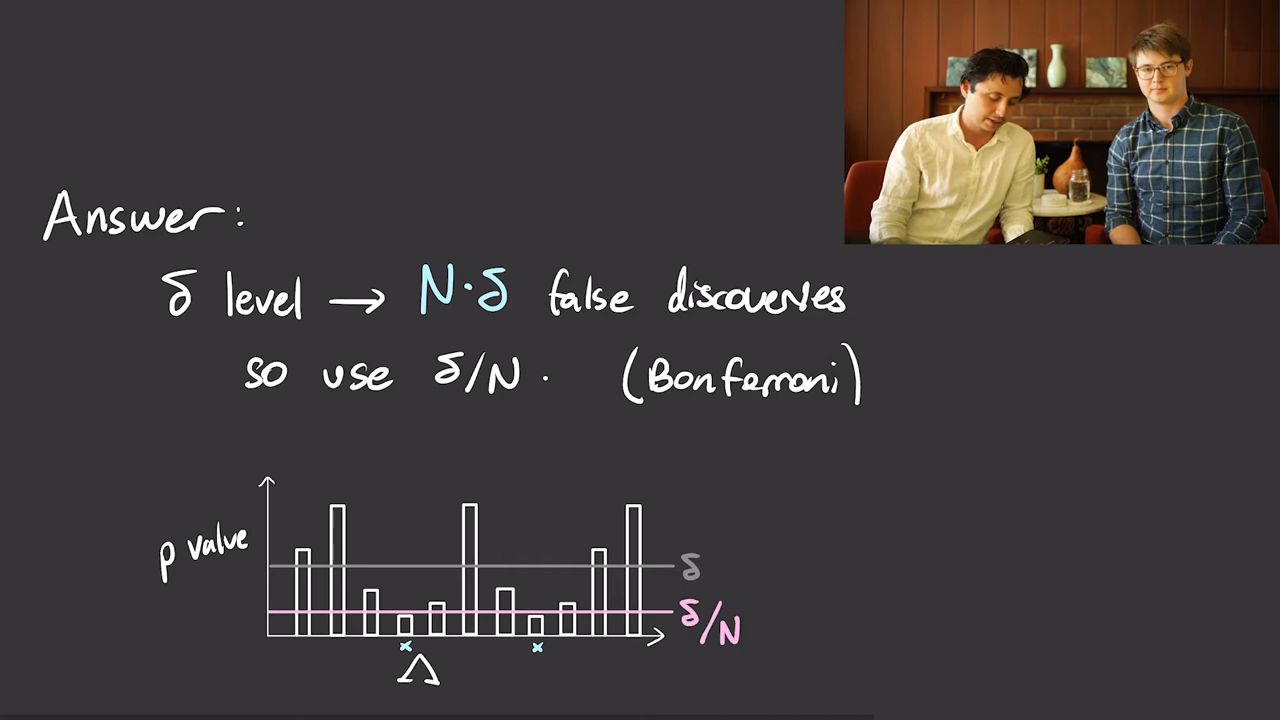 Answer:
δ level → N·δ false discoveries
so use δ/N. (Bonferroni)
p value
δ
δ/N
x x
Λ